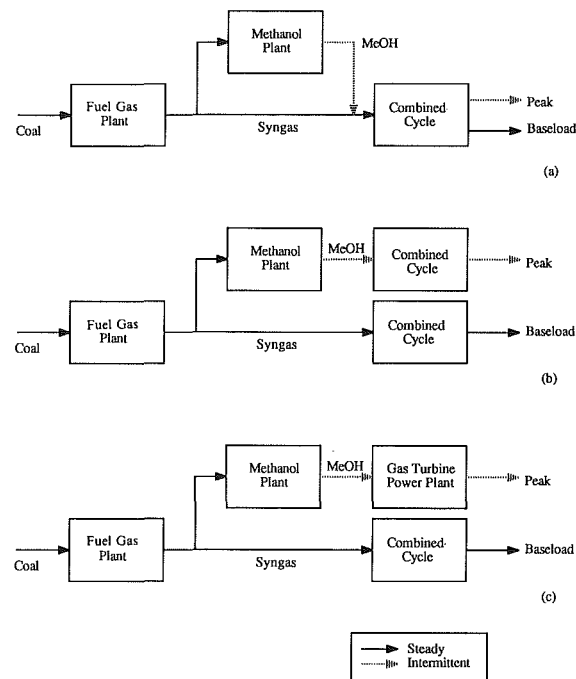 Methanol
Plant
MeOH
Fuel Gas
Plant
Combined
Cycle
Peak
Coal
Syngas
Baseload
(a)
Methanol
Plant
MeOH
Combined
Cycle
Peak
Fuel Gas
Plant
Combined
Cycle
Baseload
Coal
Syngas
(b)
Methanol
Plant
MeOH
Gas Turbine
Power Plant
Peak
Fuel Gas
Plant
Combined
Cycle
Baseload
Coal
Syngas
(c)
Steady
Intermittent